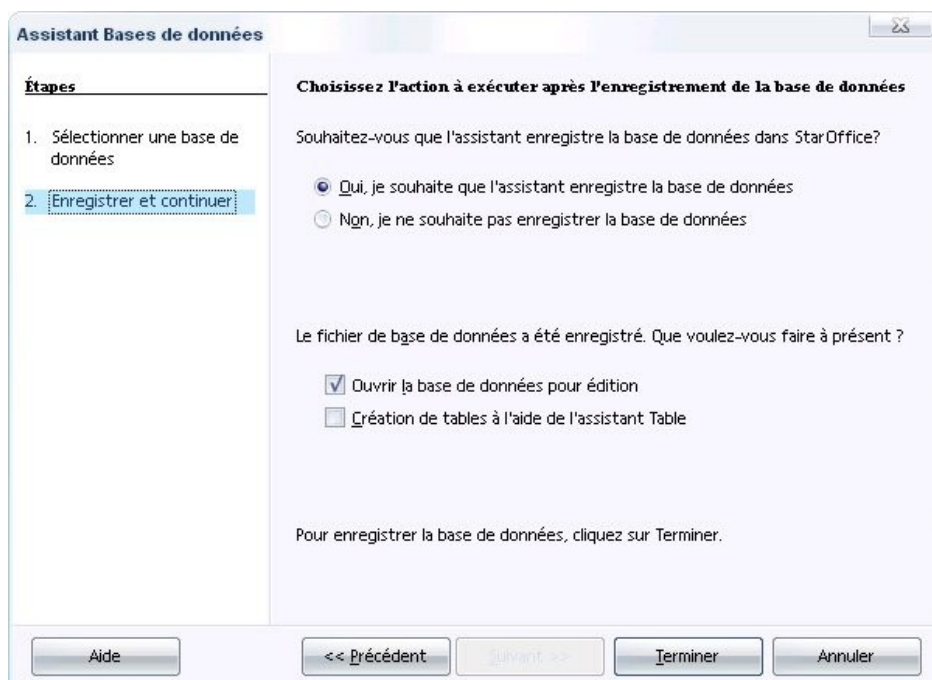 Assistant Bases de données
Étapes
1. Sélectionner une base de
données
2. Enregistrer et continuer
Choisissez l'action à exécuter après l'enregistrement de la base de données
Souhaitez-vous que l'assistant enregistre la base de données dans StarOffice?
Oui, je souhaite que l'assistant enregistre la base de données
Non, je ne souhaite pas enregistrer la base de données
Le fichier de base de données a été enregistré. Que voulez-vous faire à présent ?
Ouvrir la base de données pour édition
Création de tables à l'aide de l'assistant Table
Pour enregistrer la base de données, cliquez sur Terminer.
Aide
<< Précédent
Suivant >>
Terminer
Annuler